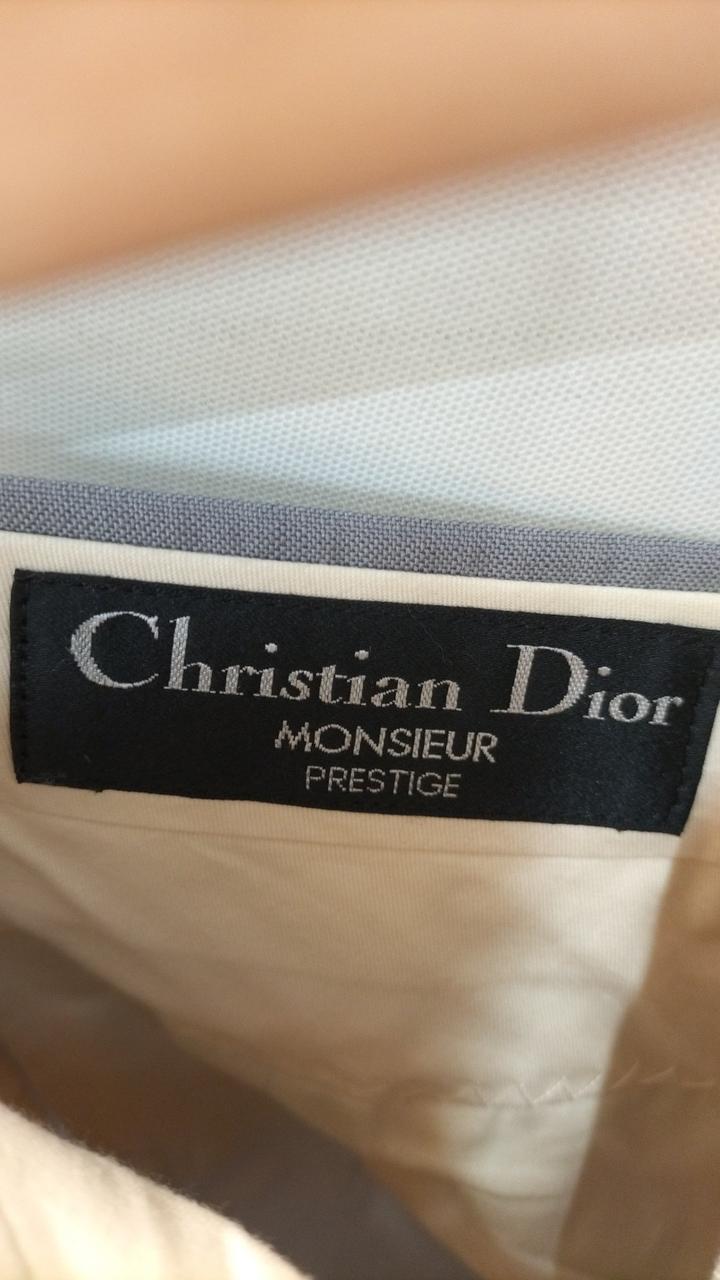 Christian Dior
MONSIEUR
PRESTIGE